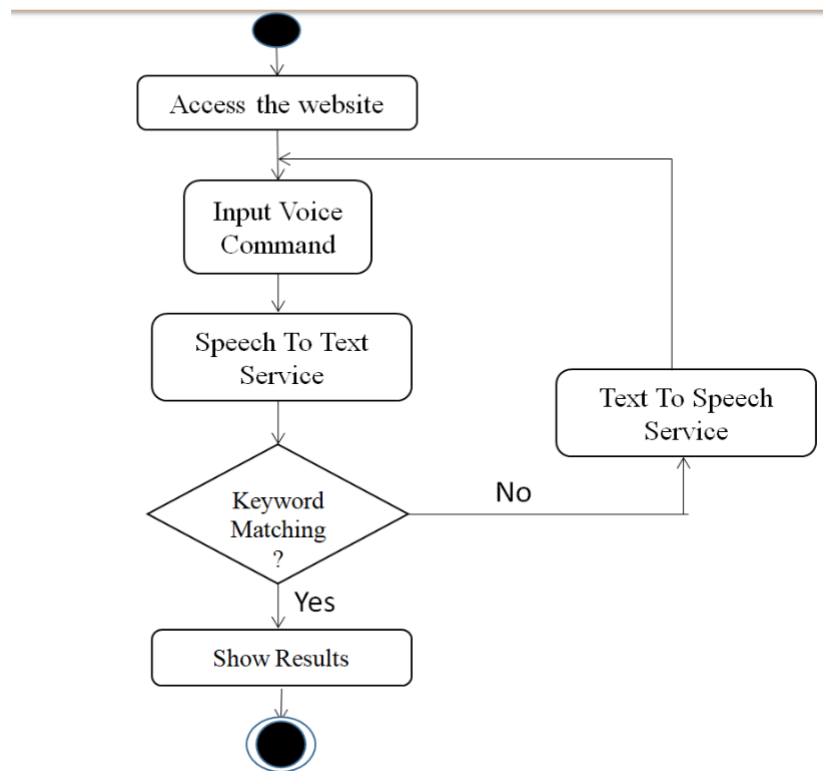 Access the website
Input Voice
Command
Speech To Text
Service
Text To Speech
Service
Keyword
Matching
?
No
Yes
Show Results